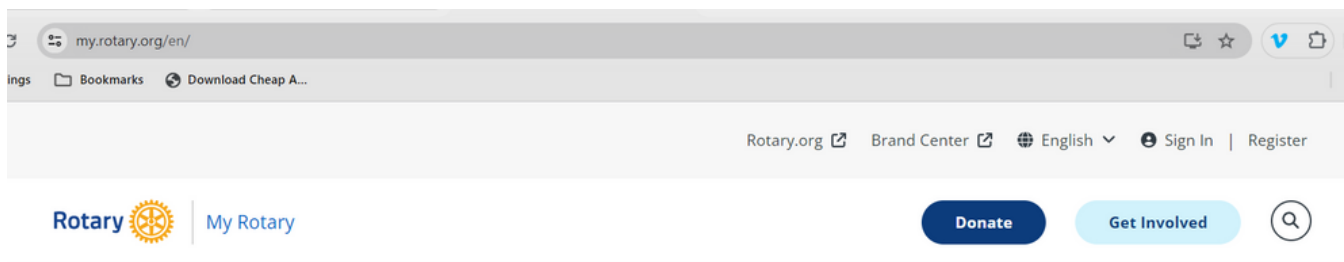 my.rotary.org/en/
ings Bookmarks Download Cheap A...
Rotary.org Brand Center English Sign In | Register
Rotary My Rotary Donate Get Involved